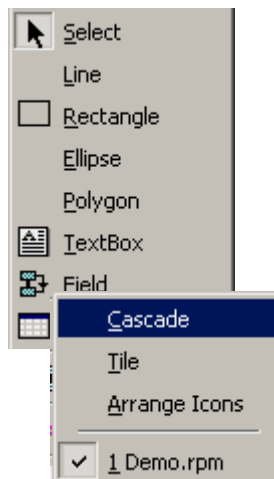 Select
Line
Rectangle
Ellipse
Polygon
TextBox
Field
Cascade
Tile
Arrange Icons
1 Demo.rpm